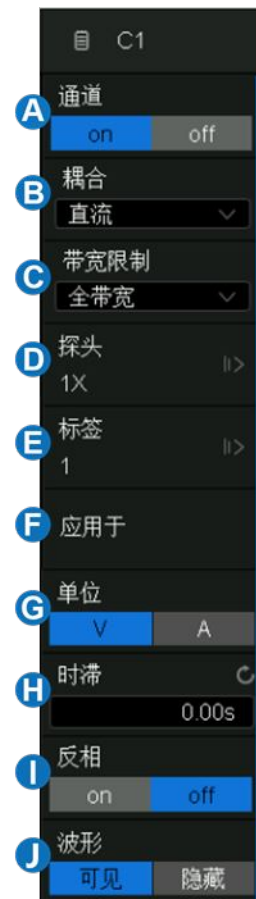 C1
A 通道
on off
B 耦合
直流
C 带宽限制
全带宽
D 探头
1X
E 标签
1
F 应用于
G 单位
V A
H 时滞
0.00s
I 反相
on off
J 波形
可见 隐藏